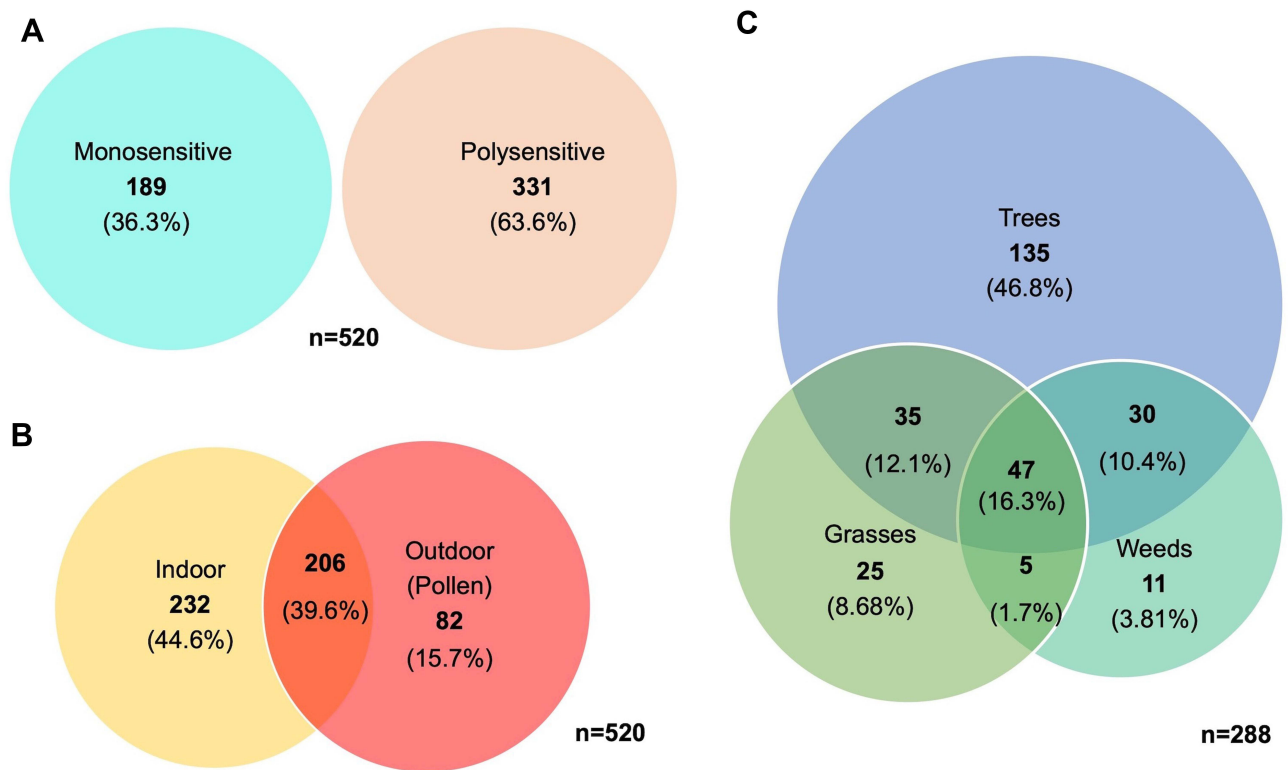 A
Monosensitive
189
(36.3%)
Polysensitive
331
(63.6%)
n=520
B
Indoor
232
(44.6%)
206
(39.6%)
Outdoor
(Pollen)
82
(15.7%)
n=520
C
Trees
135
(46.8%)
35
(12.1%)
47
(16.3%)
30
(10.4%)
Grasses
25
(8.68%)
5
(1.7%)
Weeds
11
(3.81%)
n=288